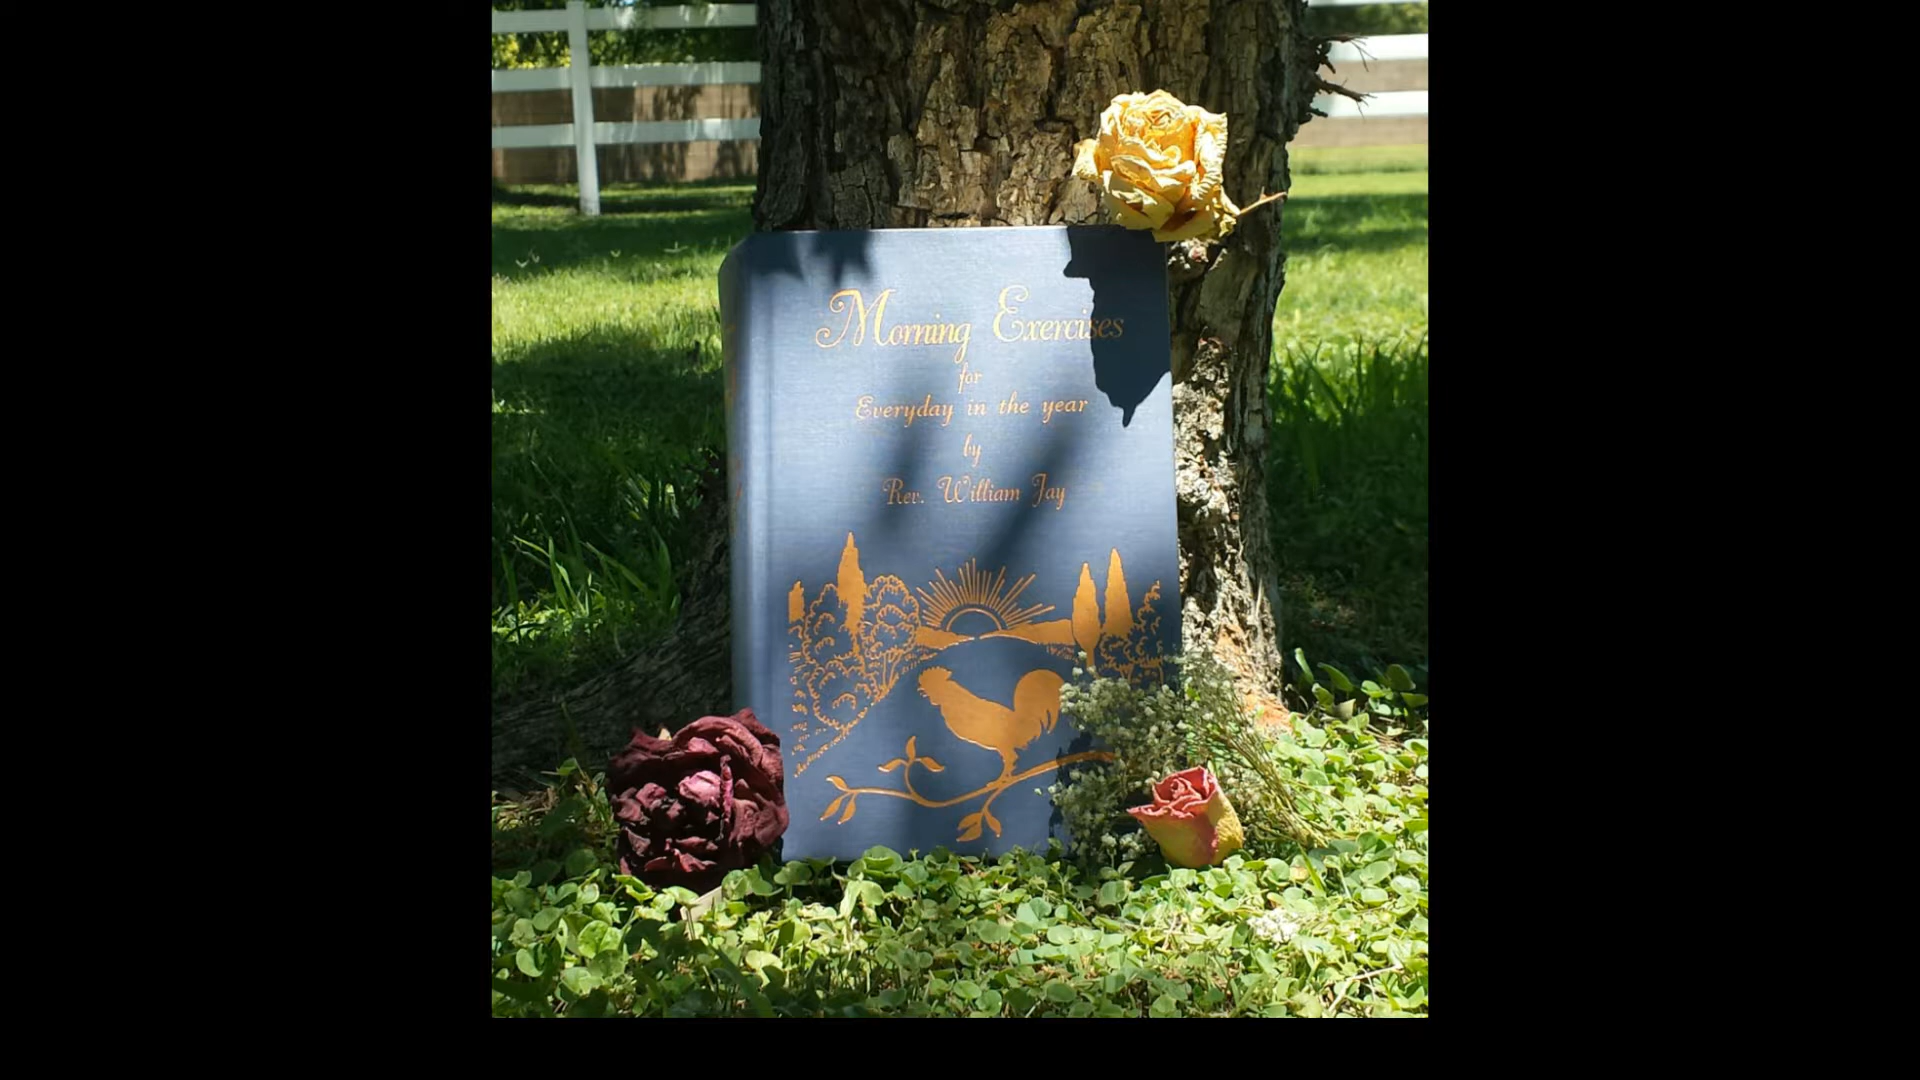 Morning Exercises
for
Everyday in the year
by
Rev. William Jay